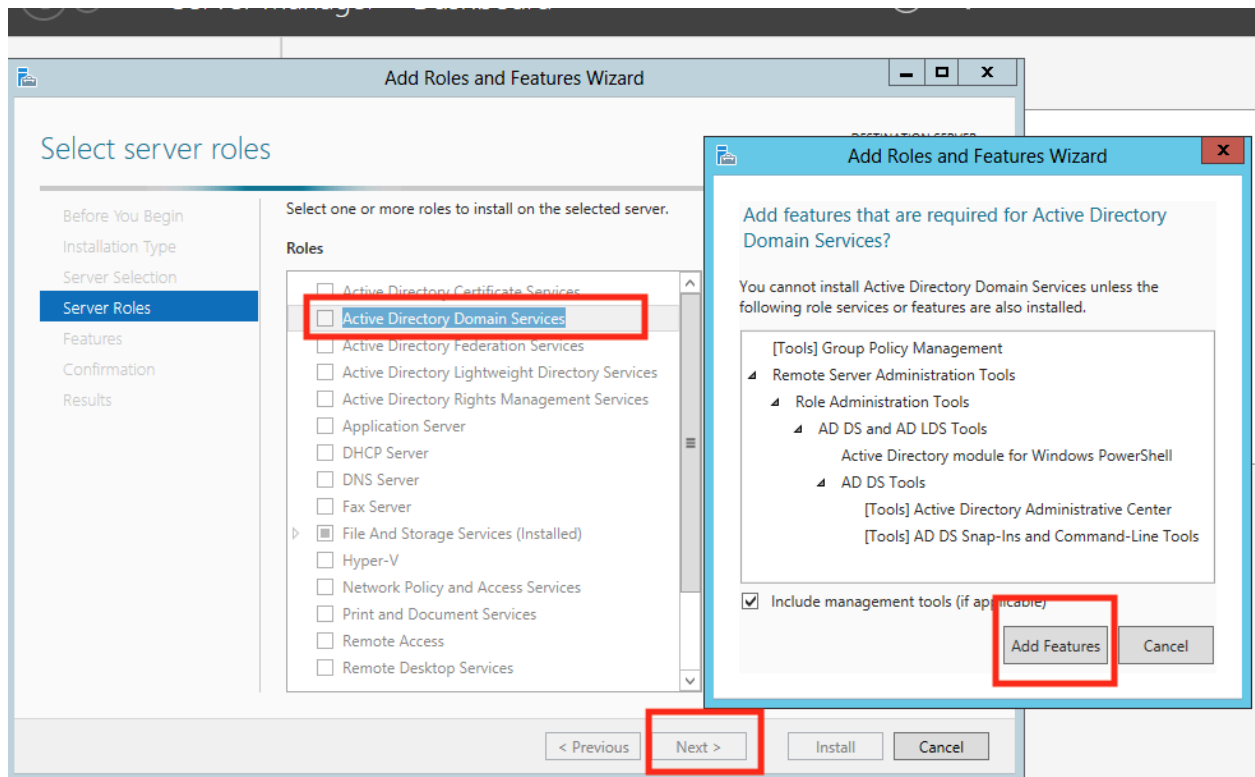 Add Roles and Features Wizard
Select server roles
Before You Begin
Installation Type
Server Selection
Server Roles
Features
Confirmation
Results
Select one or more roles to install on the selected server.
Roles
Active Directory Certificate Services
Active Directory Domain Services
Active Directory Federation Services
Active Directory Lightweight Directory Services
Active Directory Rights Management Services
Application Server
DHCP Server
DNS Server
Fax Server
File And Storage Services (Installed)
Hyper-V
Network Policy and Access Services
Print and Document Services
Remote Access
Remote Desktop Services
< Previous
Next >
Install
Cancel
Add Roles and Features Wizard
Add features that are required for Active Directory
Domain Services?
You cannot install Active Directory Domain Services unless the
following role services or features are also installed.
[Tools] Group Policy Management
Remote Server Administration Tools
Role Administration Tools
AD DS and AD LDS Tools
Active Directory module for Windows PowerShell
AD DS Tools
[Tools] Active Directory Administrative Center
[Tools] AD DS Snap-Ins and Command-Line Tools
Include management tools (if applicable)
Add Features
Cancel